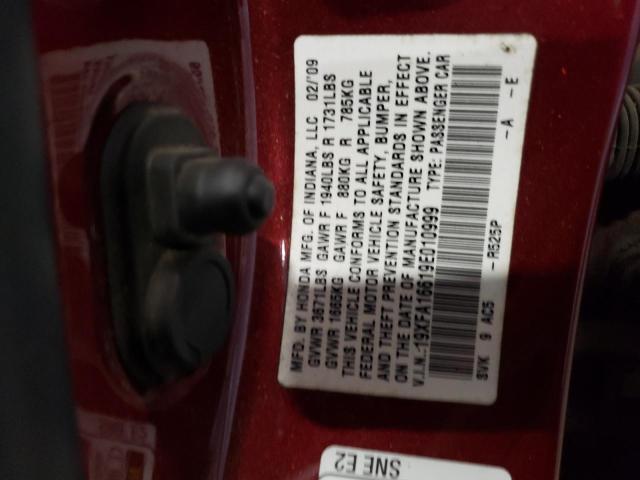 MFD. BY HONDA MFG. OF INDIANA, LLC 02/'09
GVWR 3671LBS GAWR F 1940LBS R 1731LBS
GVWR 1665KG GAWR F 880KG R 785KG
THIS VEHICLE CONFORMS TO ALL APPLICABLE
FEDERAL MOTOR VEHICLE SAFETY, BUMPER,
AND THEFT PREVENTION STANDARDS IN EFFECT
ON THE DATE OF MANUFACTURE SHOWN ABOVE.
V.I.N.:19XFA16619E010999 TYPE: PASSENGER CAR
SVK 9 AC5 -R525P -A -E
SNE E2